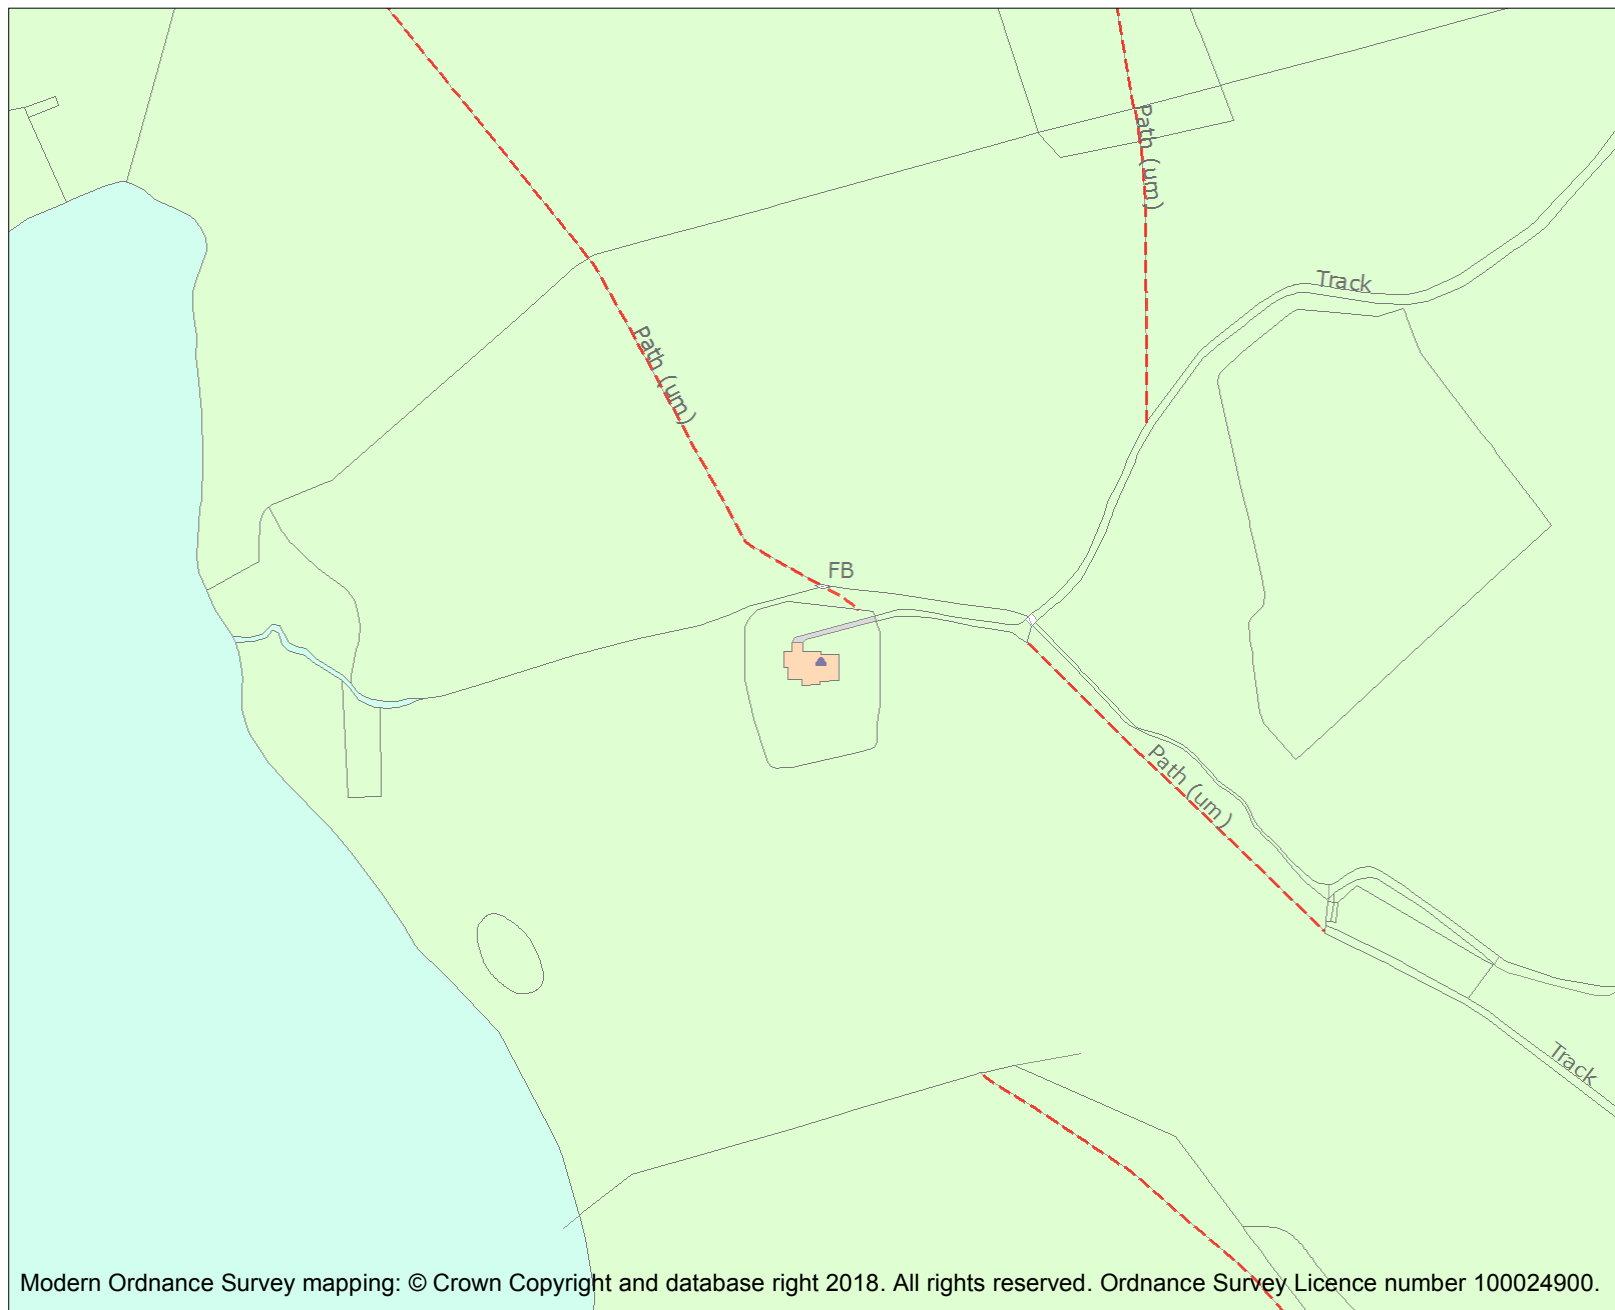 Path (um)
Track
Path (um)
FB
Path (um)
Track
Modern Ordnance Survey mapping: © Crown Copyright and database right 2018. All rights reserved. Ordnance Survey Licence number 100024900.